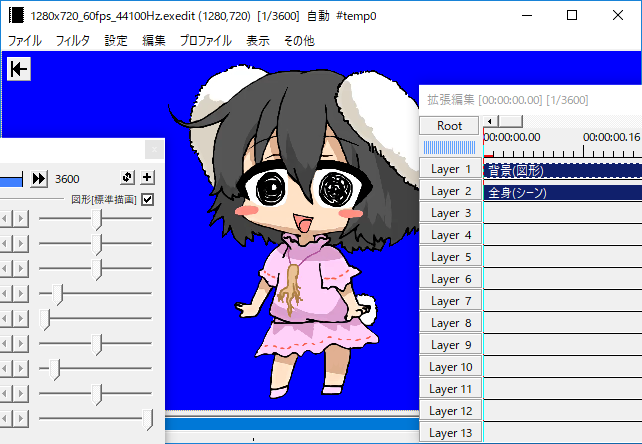 1280x720_60fps_44100Hz.exedit (1280,720) [1/3600] 自動 #temp0
ファイル フィルタ 設定 編集 プロファイル 表示 その他
拡張編集 [00:00:00.00] [1/3600]
Root
00:00:00.00 00:00:00.16
3600
図形[標準描画]
Layer 1 背景(図形)
Layer 2 全身(シーン)
Layer 3
Layer 4
Layer 5
Layer 6
Layer 7
Layer 8
Layer 9
Layer 10
Layer 11
Layer 12
Layer 13